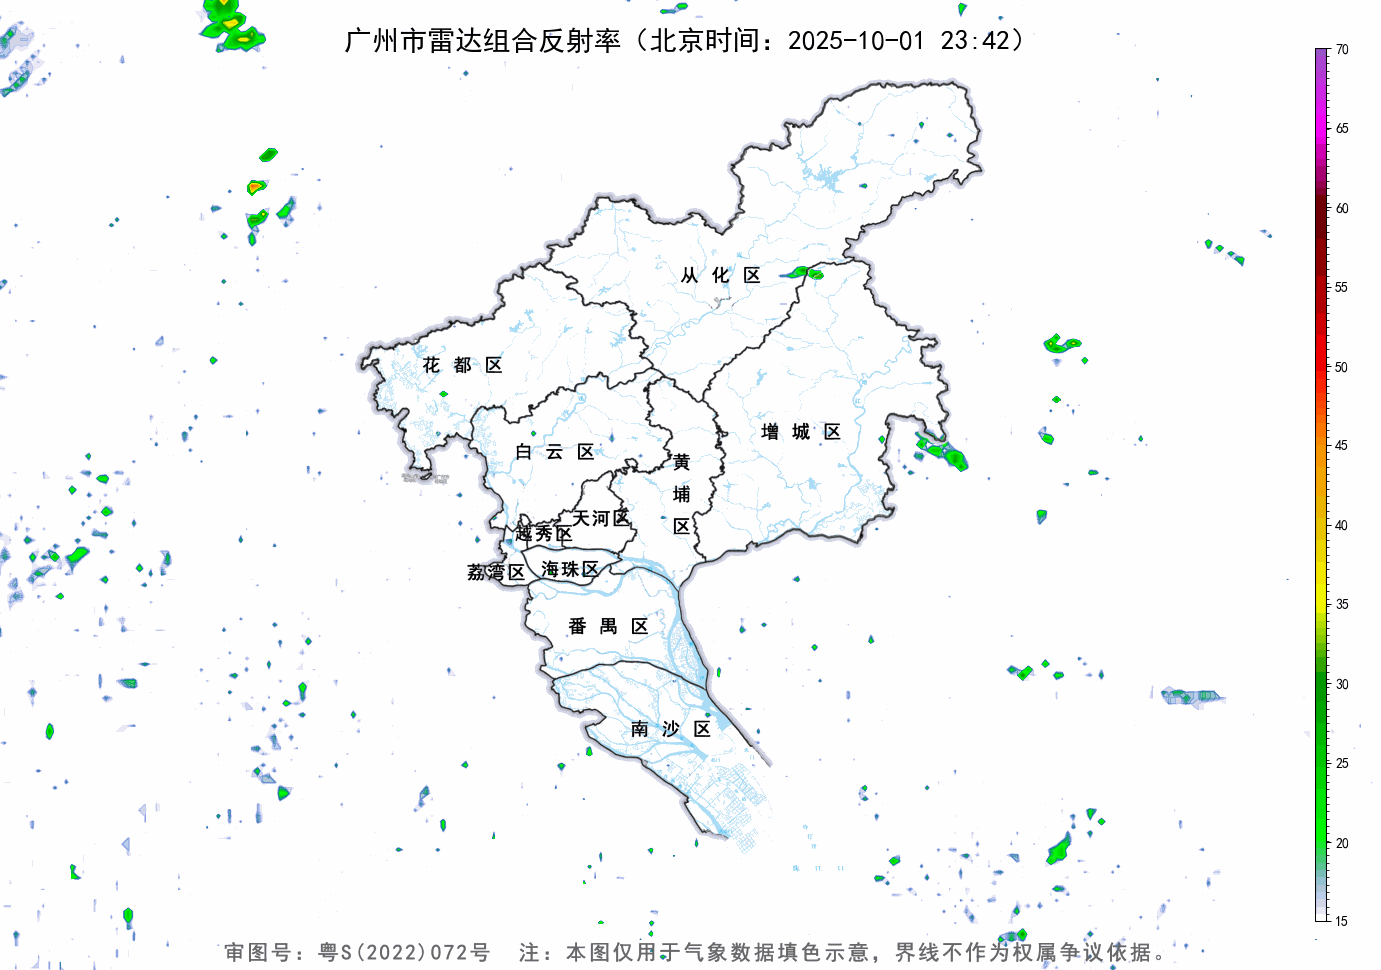 广州市雷达组合反射率（北京时间：2025-10-01 23:42）
70
65
60
55
50
45
40
35
30
25
20
15
从化区
花都区
增城区
白云区
黄埔区
天河区
越秀区
荔湾区
海珠区
番禺区
南沙区
审图号：粤S(2022)072号 注：本图仅用于气象数据填色示意，界线不作为权属争议依据。